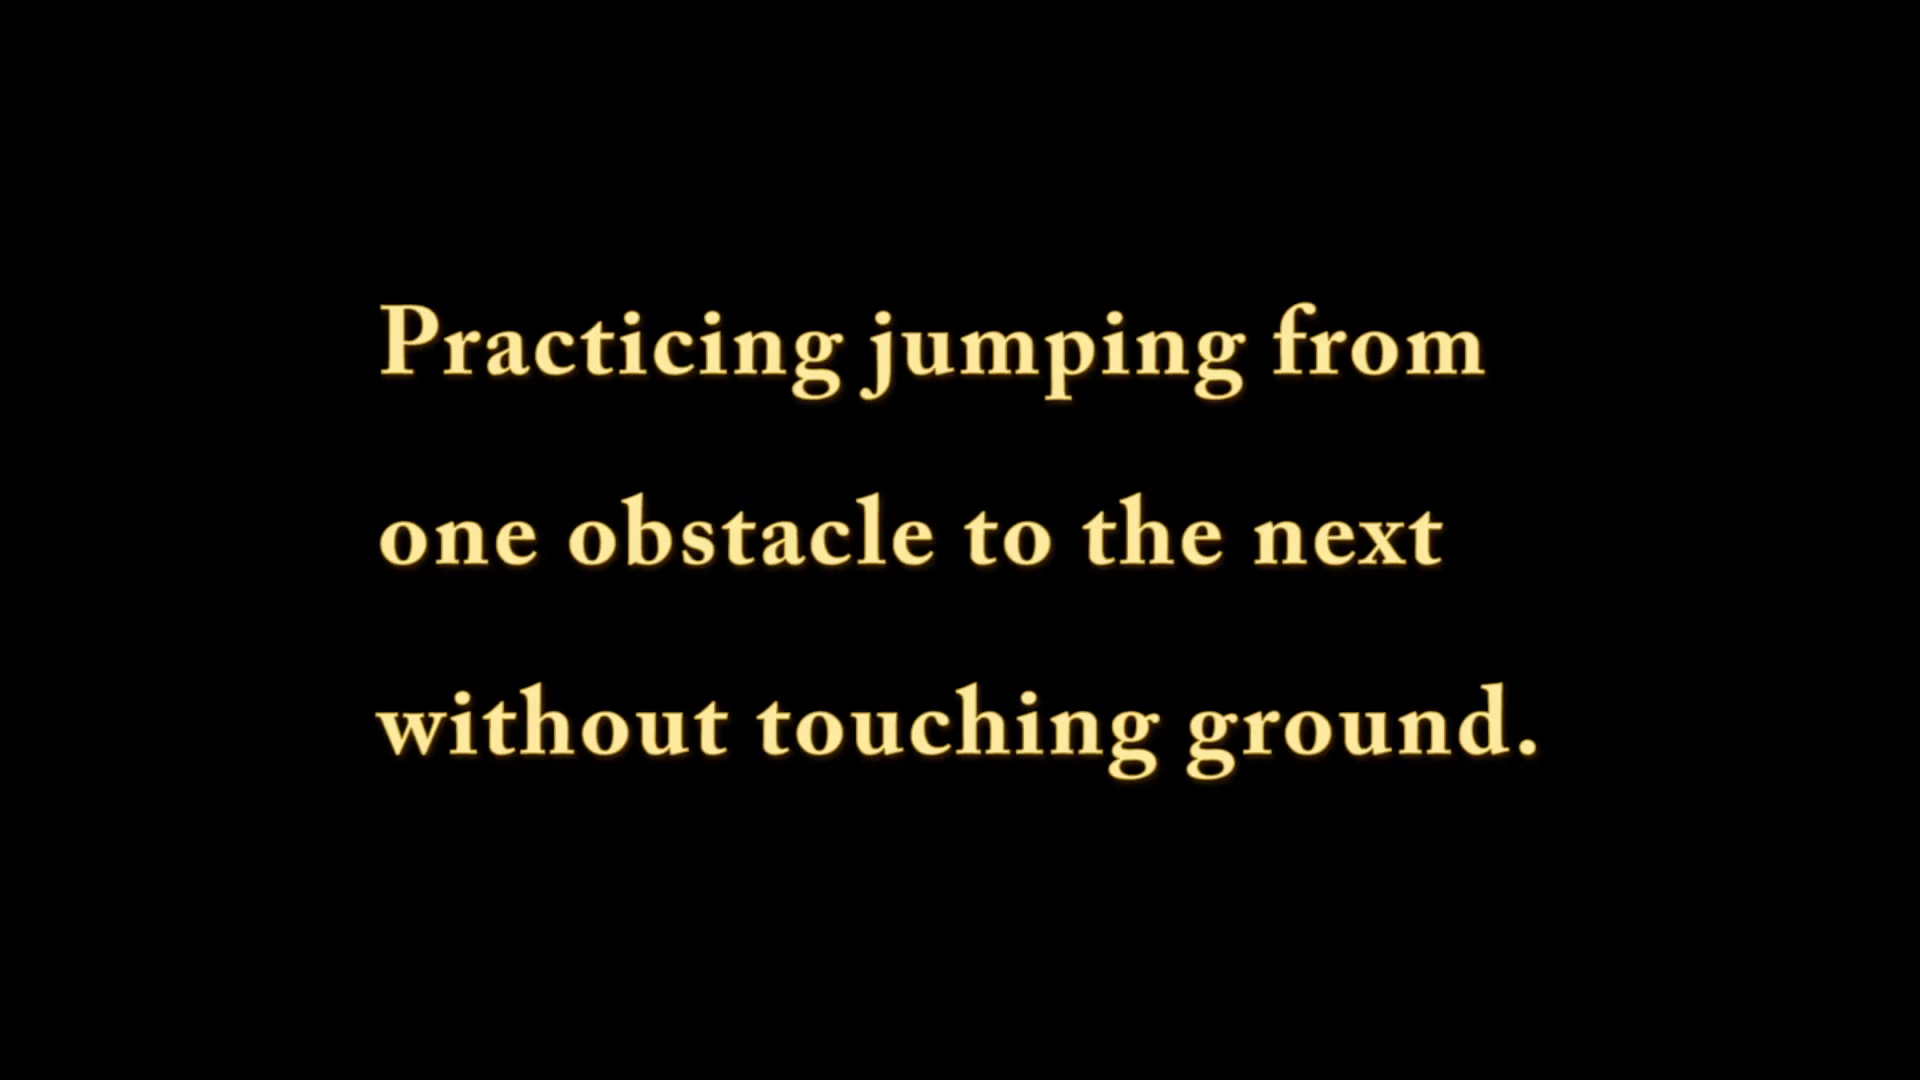 Practicing jumping from
one obstacle to the next
without touching ground.